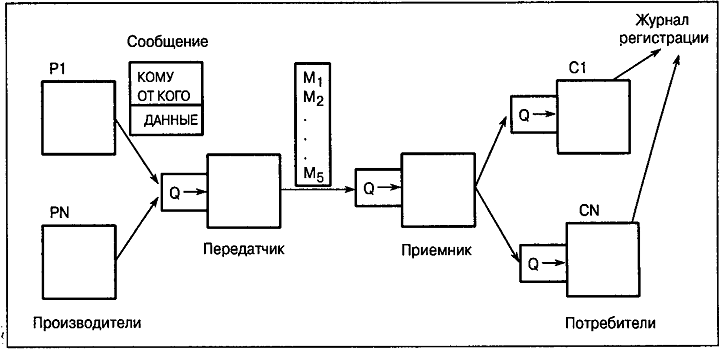 Сообщение
Журнал
регистрации
P1
КОМУ
ОТ КОГО
ДАННЫЕ
M1
M2
.
.
.
M5
C1
Q
Q
Q
PN
Передатчик
Приемник
CN
Q
Производители
Потребители